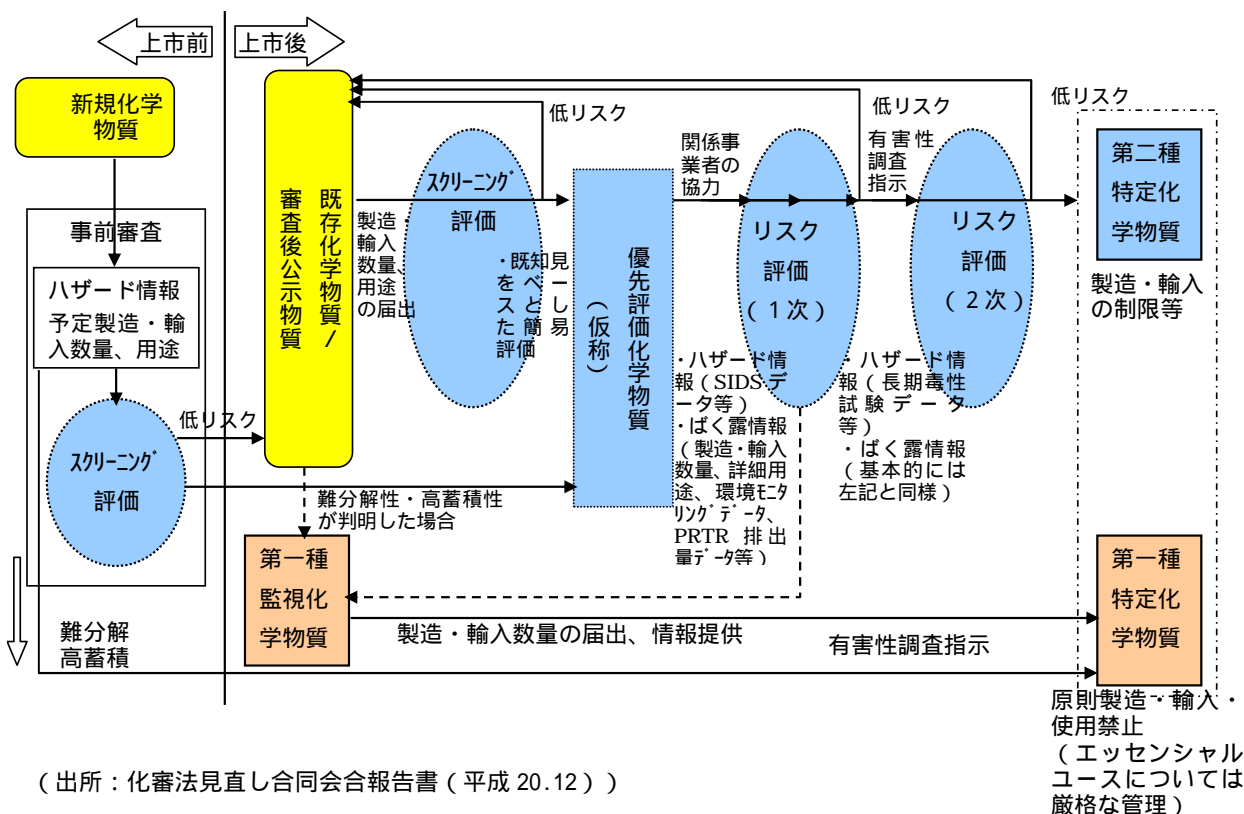 上市前
上市後
新規化学
物質
事前審査
ハザード情報
予定製造・輸
入数量、用途
スクリーニング
評価
低リスク
難分解
高蓄積
既存化学物質/
審査後公示物質
製造・
輸入
数量、
用途
の届出
スクリーニング
評価
・既知見
をベースと
した簡易
評価
低リスク
優先評価化学物質
(仮称)
関係事
業者の
協力
リスク
評価
(1次)
・ハザード情
報(SIDSデ
ータ等)
・ばく露情報
(製造・輸入
数量、詳細用
途、環境モニタ
リングデータ、
PRTR 排出
量データ等)
低リスク
有害性
調査
指示
リスク
評価
(2次)
・ハザード情
報(長期毒性
試験データ
等)
・ばく露情報
(基本的には
左記と同様)
低リスク
第二種
特定化
学物質
製造・輸入
の制限等
難分解性・高蓄積性
が判明した場合
第一種
監視化
学物質
製造・輸入数量の届出、情報提供
有害性調査指示
第一種
特定化
学物質
原則製造・輸入・
使用禁止
(エッセンシャル
ユースについては
厳格な管理)
(出所:化審法見直し合同会合報告書(平成20.12))